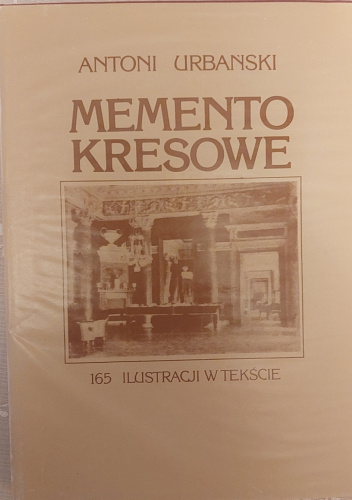 ANTONI URBAŃSKI
MEMENTO
KRESOWE
165 ILUSTRACJI W TEKŚCIE